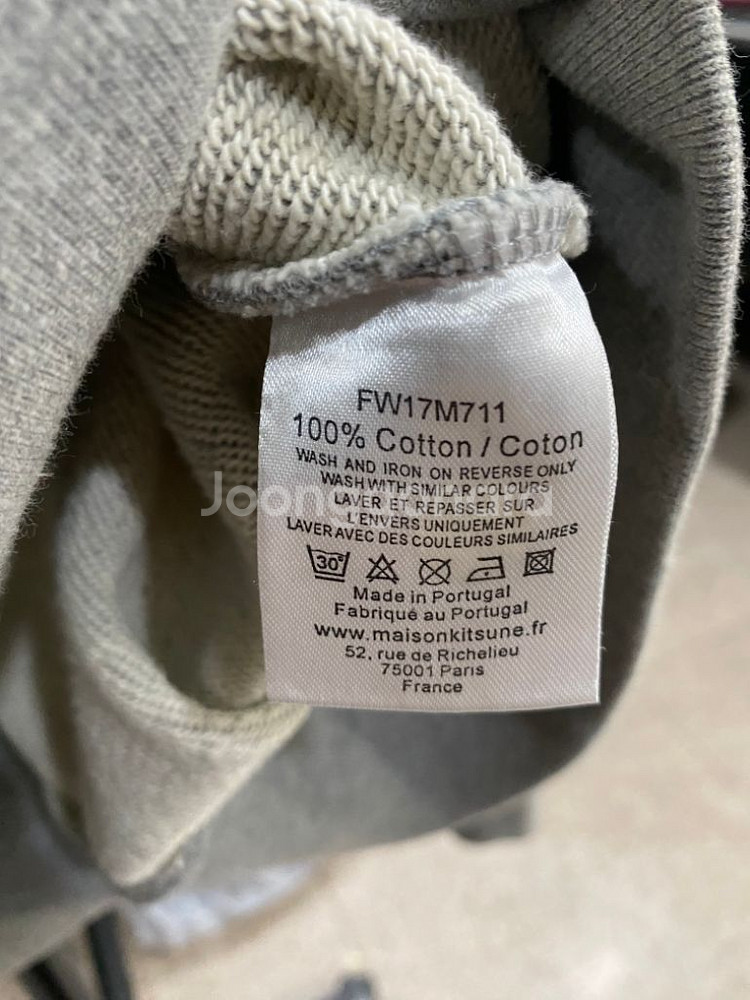 FW17M711
100% Cotton / Coton
WASH AND IRON ON REVERSE ONLY
WASH WITH SIMILAR COLOURS
LAVER ET REPASSER SUR
L'ENVERS UNIQUEMENT
LAVER AVEC DES COULEURS SIMILAIRES
30°
Made in Portugal
Fabriqué au Portugal
www.maisonkitsune.fr
52, rue de Richelieu
75001 Paris
France